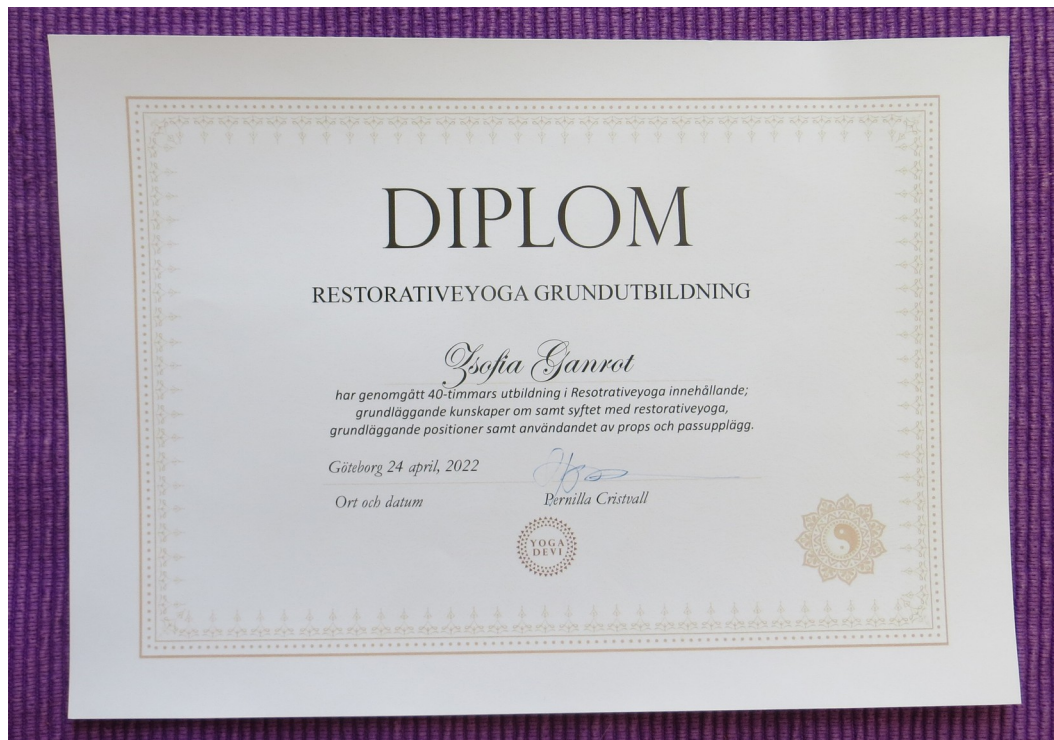 DIPLOM
RESTORATIVEYOGA GRUNDUTBILDNING
Zsofia Ganrot
har genomgått 40-timmars utbildning i Resotrativeyoga innehållande;
grundläggande kunskaper om samt syftet med restorativeyoga,
grundläggande positioner samt användandet av props och passupplägg.
Göteborg 24 april, 2022
Ort och datum
Pernilla Cristvall
YOGA
DEVI